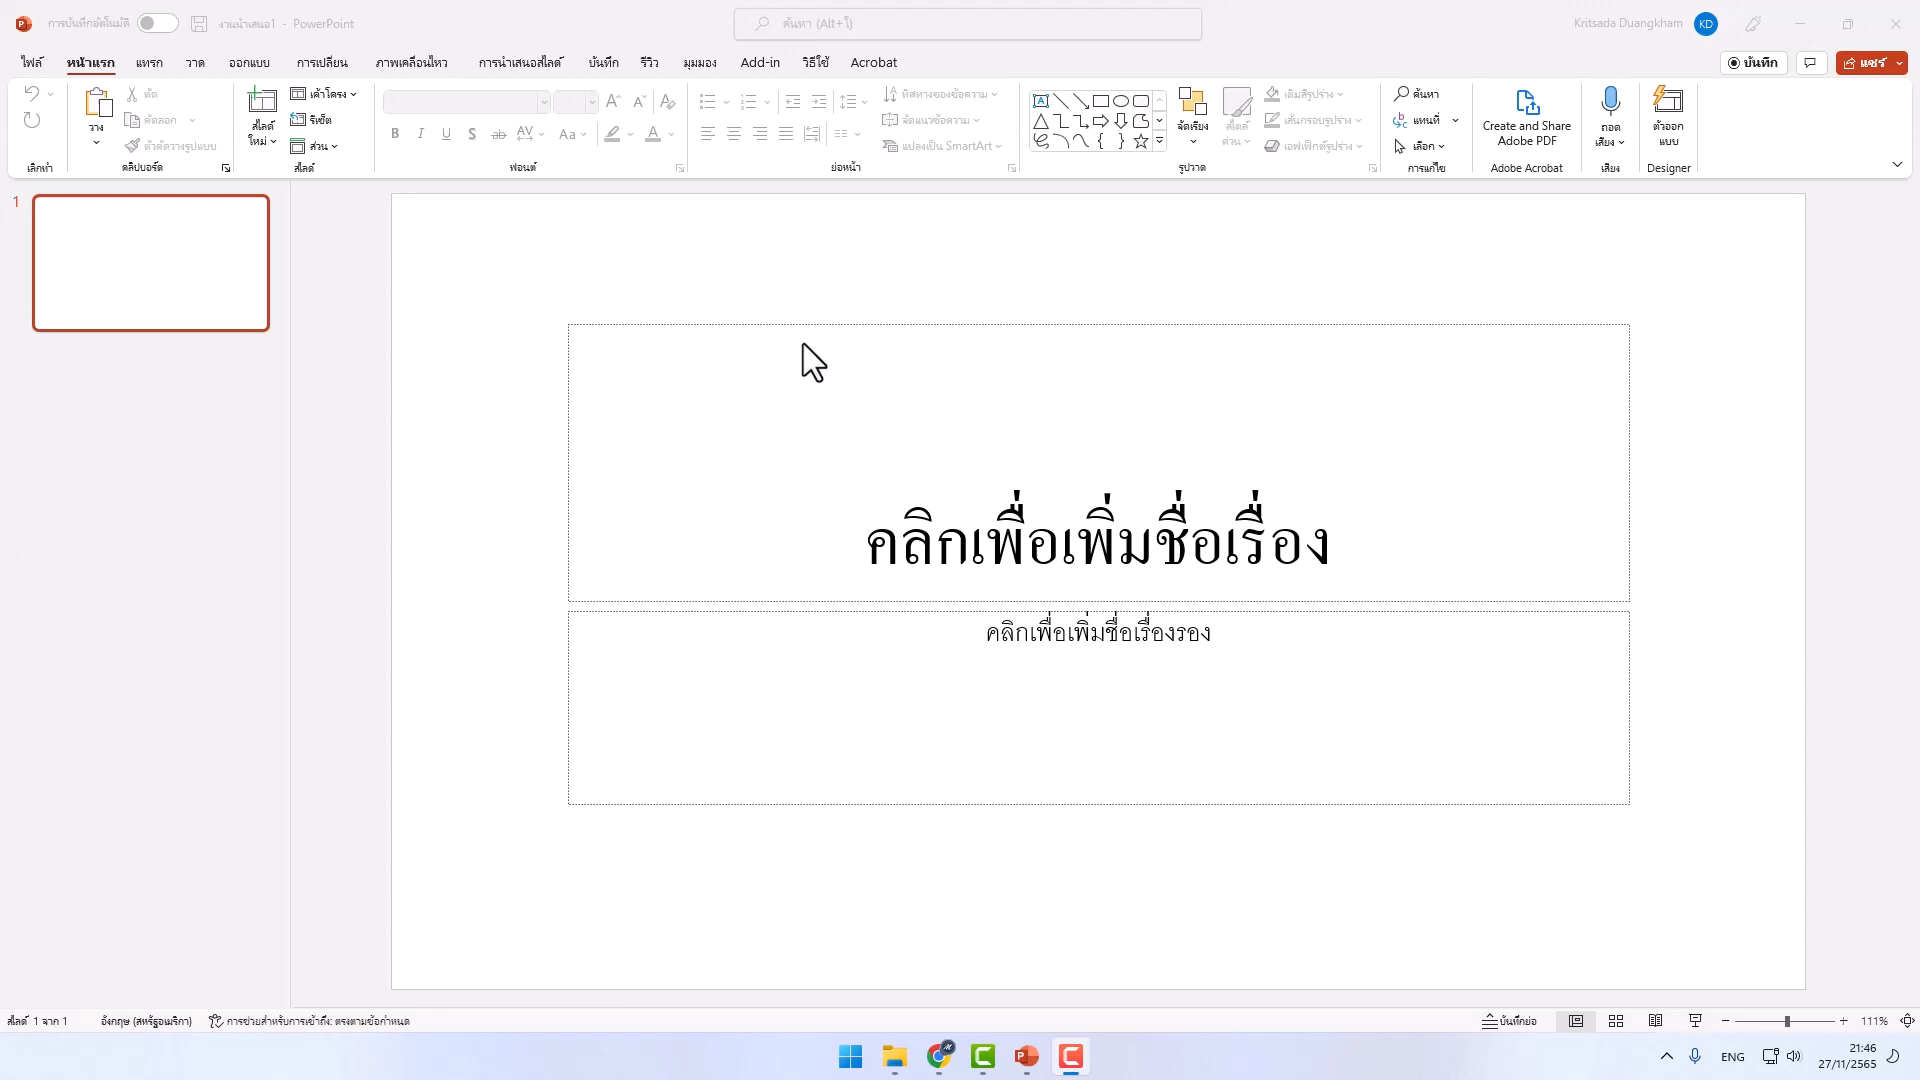 การบันทึกอัตโนมัติ งานนำเสนอ1 - PowerPoint ค้นหา (Alt+ใ) Kritsada Duangkham KD
ไฟล์ หน้าแรก แทรก วาด ออกแบบ การเปลี่ยน ภาพเคลื่อนไหว การนำเสนอสไลด์ บันทึก รีวิว มุมมอง Add-in วิธีใช้ Acrobat บันทึก แชร์
วาง
ตัด
คัดลอก
ตัวคัดวางรูปแบบ
สไลด์
ใหม่
เค้าโครง
รีเซ็ต
ส่วน
B I U S ab AV Aa A
ทิศทางของข้อความ
จัดแนวข้อความ
แปลงเป็น SmartArt
จัดเรียง
สไตล์
ด่วน
เติมสีรูปร่าง
เส้นกรอบรูปร่าง
เอฟเฟ็กต์รูปร่าง
ค้นหา
แทนที่
เลือก
Create and Share
Adobe PDF
ถอด
เสียง
ตัวออก
แบบ
เลิกทำ คลิปบอร์ด สไลด์ ฟอนต์ ย่อหน้า รูปวาด การแก้ไข Adobe Acrobat เสียง Designer
1
คลิกเพื่อเพิ่มชื่อเรื่อง
คลิกเพื่อเพิ่มชื่อเรื่องรอง
สไลด์ 1 จาก 1 อังกฤษ (สหรัฐอเมริกา) การช่วยสำหรับการเข้าถึง: ตรงตามข้อกำหนด บันทึกย่อ 111%
ENG 21:46
27/11/2565